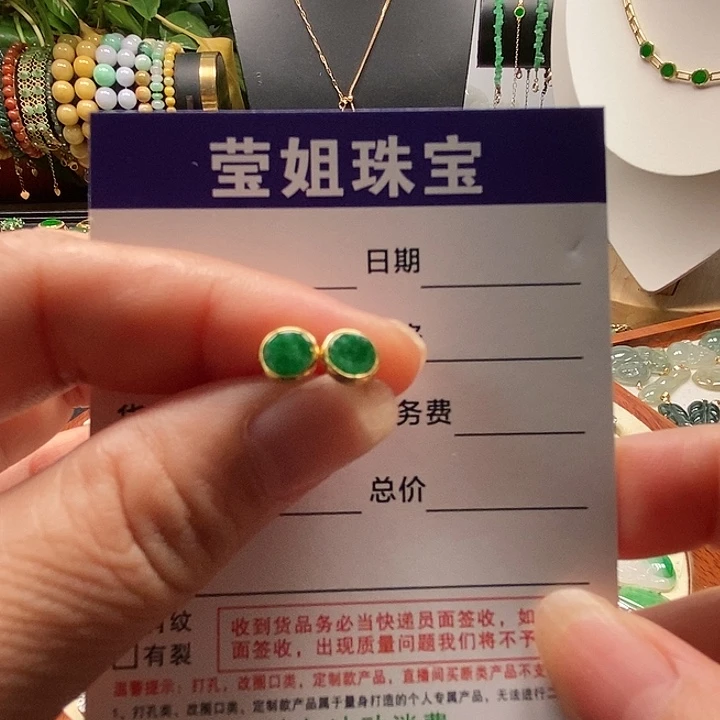 莹姐珠宝
日期
务费
总价
有纹
收到货品务必当快递员面签收，如
面签收，出现质量问题我们将不予
有裂
温馨提示：打孔，改圈口类，定制款产品，直播间买断类产品不支
1、打孔类、改圈口类、定制款产品属于量身打造的个人专属产品，无法进行二